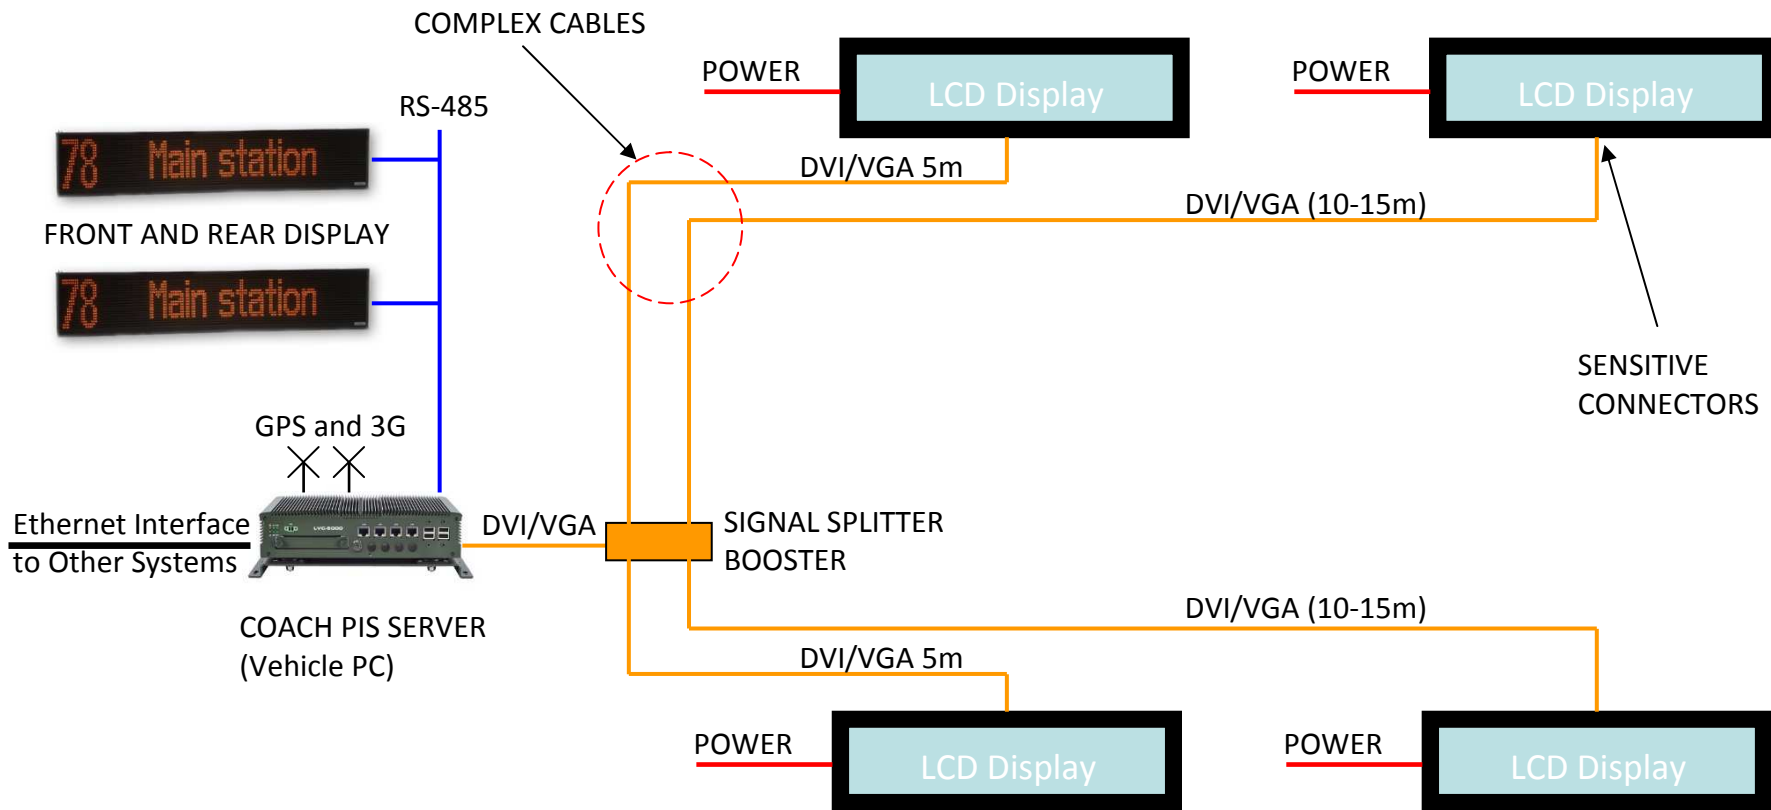 COMPLEX CABLES
POWER
LCD Display
POWER
LCD Display
RS-485
78 Main station
DVI/VGA 5m
DVI/VGA (10-15m)
FRONT AND REAR DISPLAY
78 Main station
SENSITIVE
CONNECTORS
GPS and 3G
Ethernet Interface
to Other Systems
DVI/VGA
SIGNAL SPLITTER
BOOSTER
COACH PIS SERVER
(Vehicle PC)
DVI/VGA (10-15m)
DVI/VGA 5m
POWER
LCD Display
POWER
LCD Display